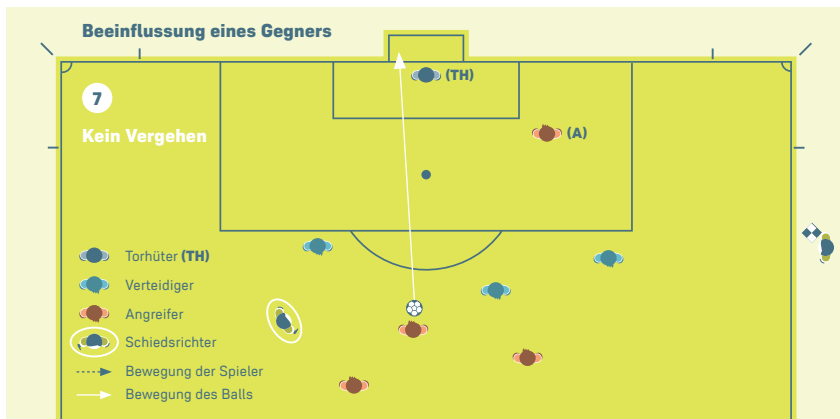 Beeinflussung eines Gegners
(TH)
7
Kein Vergehen
(A)
Torhüter (TH)
Verteidiger
Angreifer
Schiedsrichter
Bewegung der Spieler
Bewegung des Balls